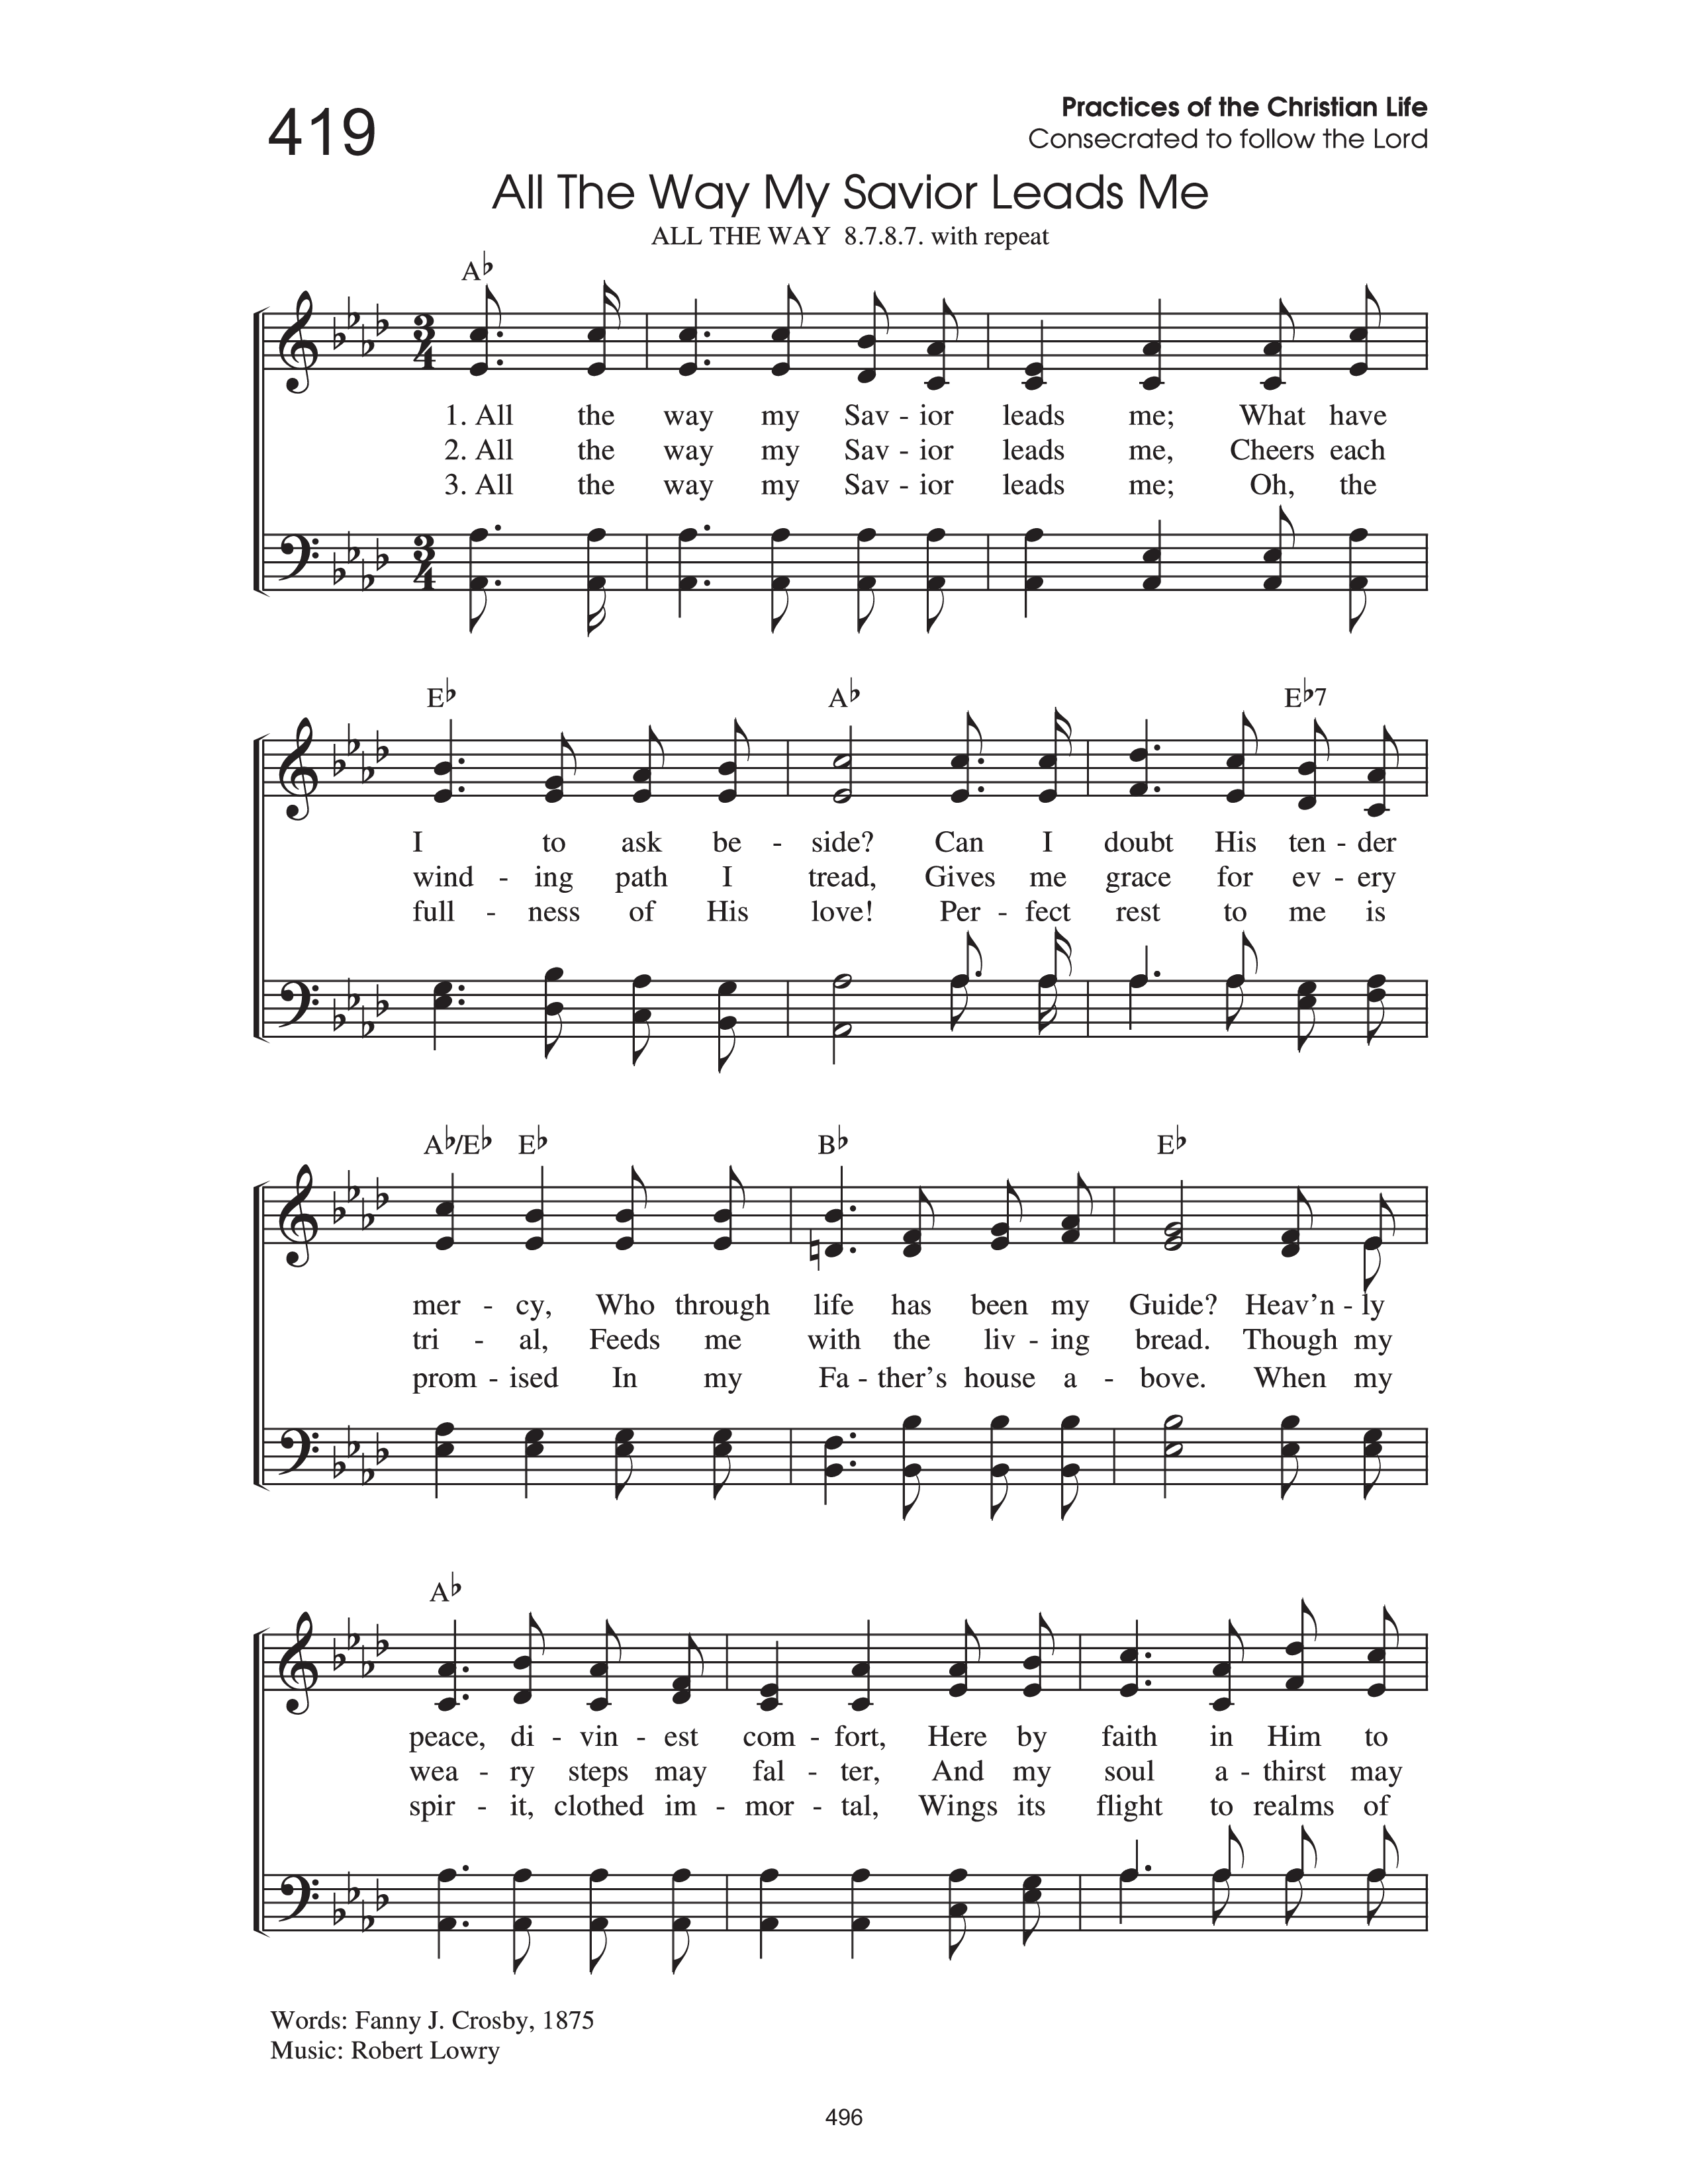 419
Practices of the Christian Life
Consecrated to follow the Lord
All The Way My Savior Leads Me
ALL THE WAY 8.7.8.7. with repeat
A♭
3
4
1. All the way my Sav - ior leads me; What have
2. All the way my Sav - ior leads me, Cheers each
3. All the way my Sav - ior leads me; Oh, the
3
4
E♭ A♭ E♭7
I to ask be - side? Can I doubt His ten - der
wind - ing path I tread, Gives me grace for ev - ery
full - ness of His love! Per - fect rest to me is
A♭/E♭ E♭ B♭ E♭
mer - cy, Who through life has been my Guide? Heav'n - ly
tri - al, Feeds me with the liv - ing bread. Though my
prom - ised In my Fa - ther's house a - bove. When my
A♭
peace, di - vin - est com - fort, Here by faith in Him to
wea - ry steps may fal - ter, And my soul a - thirst may
spir - it, clothed im - mor - tal, Wings its flight to realms of
Words: Fanny J. Crosby, 1875
Music: Robert Lowry
496